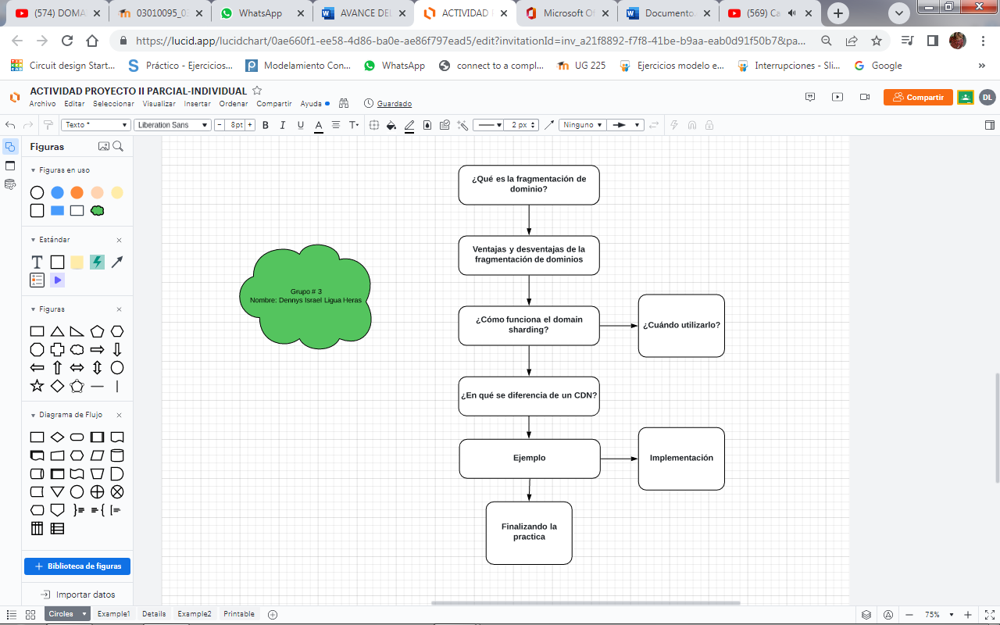 (574) DOMA
03010095_03
WhatsApp
AVANCE DEL
ACTIVIDAD
Microsoft Of
Documento
(569) Ca
https://lucid.app/lucidchart/0ae660f1-ee58-4d86-ba0e-ae86f797ead5/edit?invitationId=inv_a21f8892-f7f8-41be-b9aa-eab0d91f50b7&pa...
Circuit design Start...
Práctico - Ejercicios...
Modelamiento Con...
WhatsApp
connect to a compl...
UG 225
Ejercicios modelo e...
Interrupciones - Sli...
Google
»
ACTIVIDAD PROYECTO II PARCIAL-INDIVIDUAL
Archivo Editar Seleccionar Visualizar Insertar Ordenar Compartir Ayuda
Guardado
Compartir
DL
Texto *
Liberation Sans
- 8pt +
B I U A T
2 px
Ninguno
Figuras
Figuras en uso
Estándar
T
Figuras
Diagrama de Flujo
+ Biblioteca de figuras
Importar datos
Grupo # 3
Nombre: Dennys Israel Ligua Heras
¿Qué es la fragmentación de
dominio?
Ventajas y desventajas de la
fragmentación de dominios
¿Cómo funciona el domain
sharding?
¿Cuándo utilizarlo?
¿En qué se diferencia de un CDN?
Ejemplo
Implementación
Finalizando la
practica
Circles
Example1
Details
Example2
Printable
75%